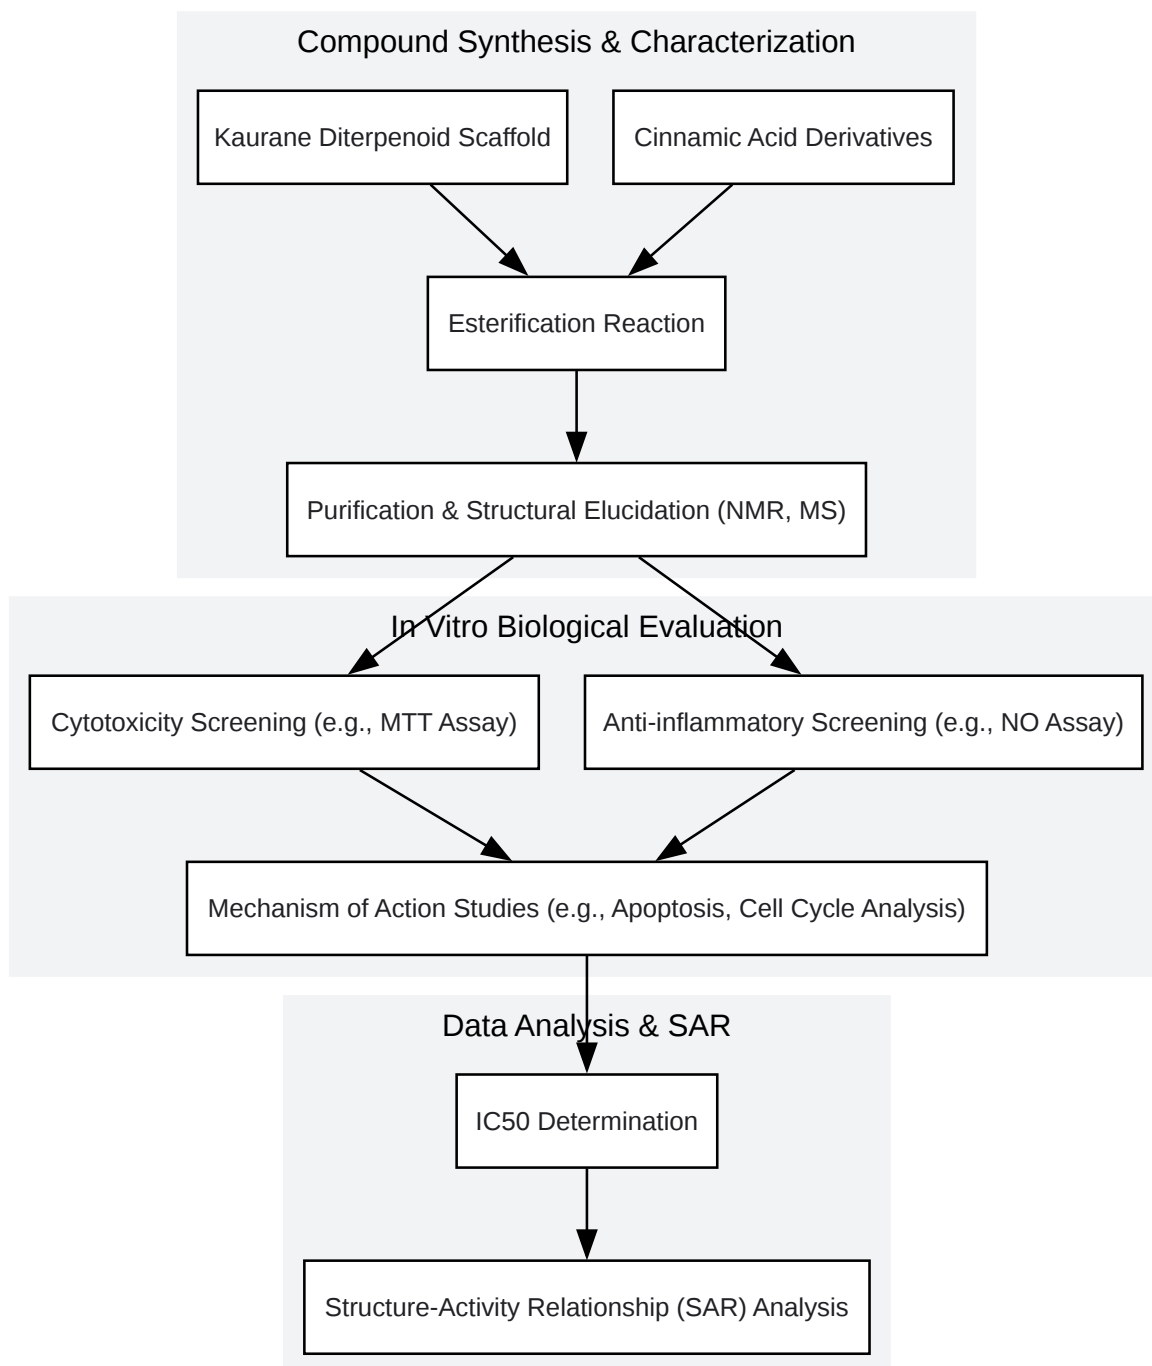 Compound Synthesis & Characterization
Kaurane Diterpenoid Scaffold
Cinnamic Acid Derivatives
Esterification Reaction
Purification & Structural Elucidation (NMR, MS)
In Vitro Biological Evaluation
Cytotoxicity Screening (e.g., MTT Assay)
Anti-inflammatory Screening (e.g., NO Assay)
Mechanism of Action Studies (e.g., Apoptosis, Cell Cycle Analysis)
Data Analysis & SAR
IC50 Determination
Structure-Activity Relationship (SAR) Analysis